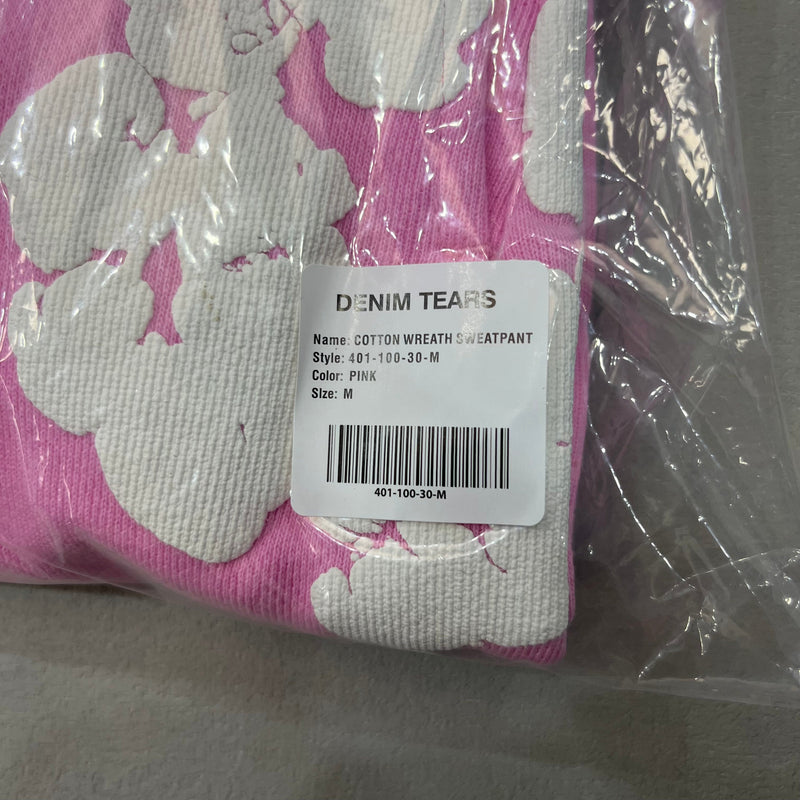 DENIM TEARS
Name: COTTON WREATH SWEATPANT
Style: 401-100-30-M
Color: PINK
Size: M
401-100-30-M